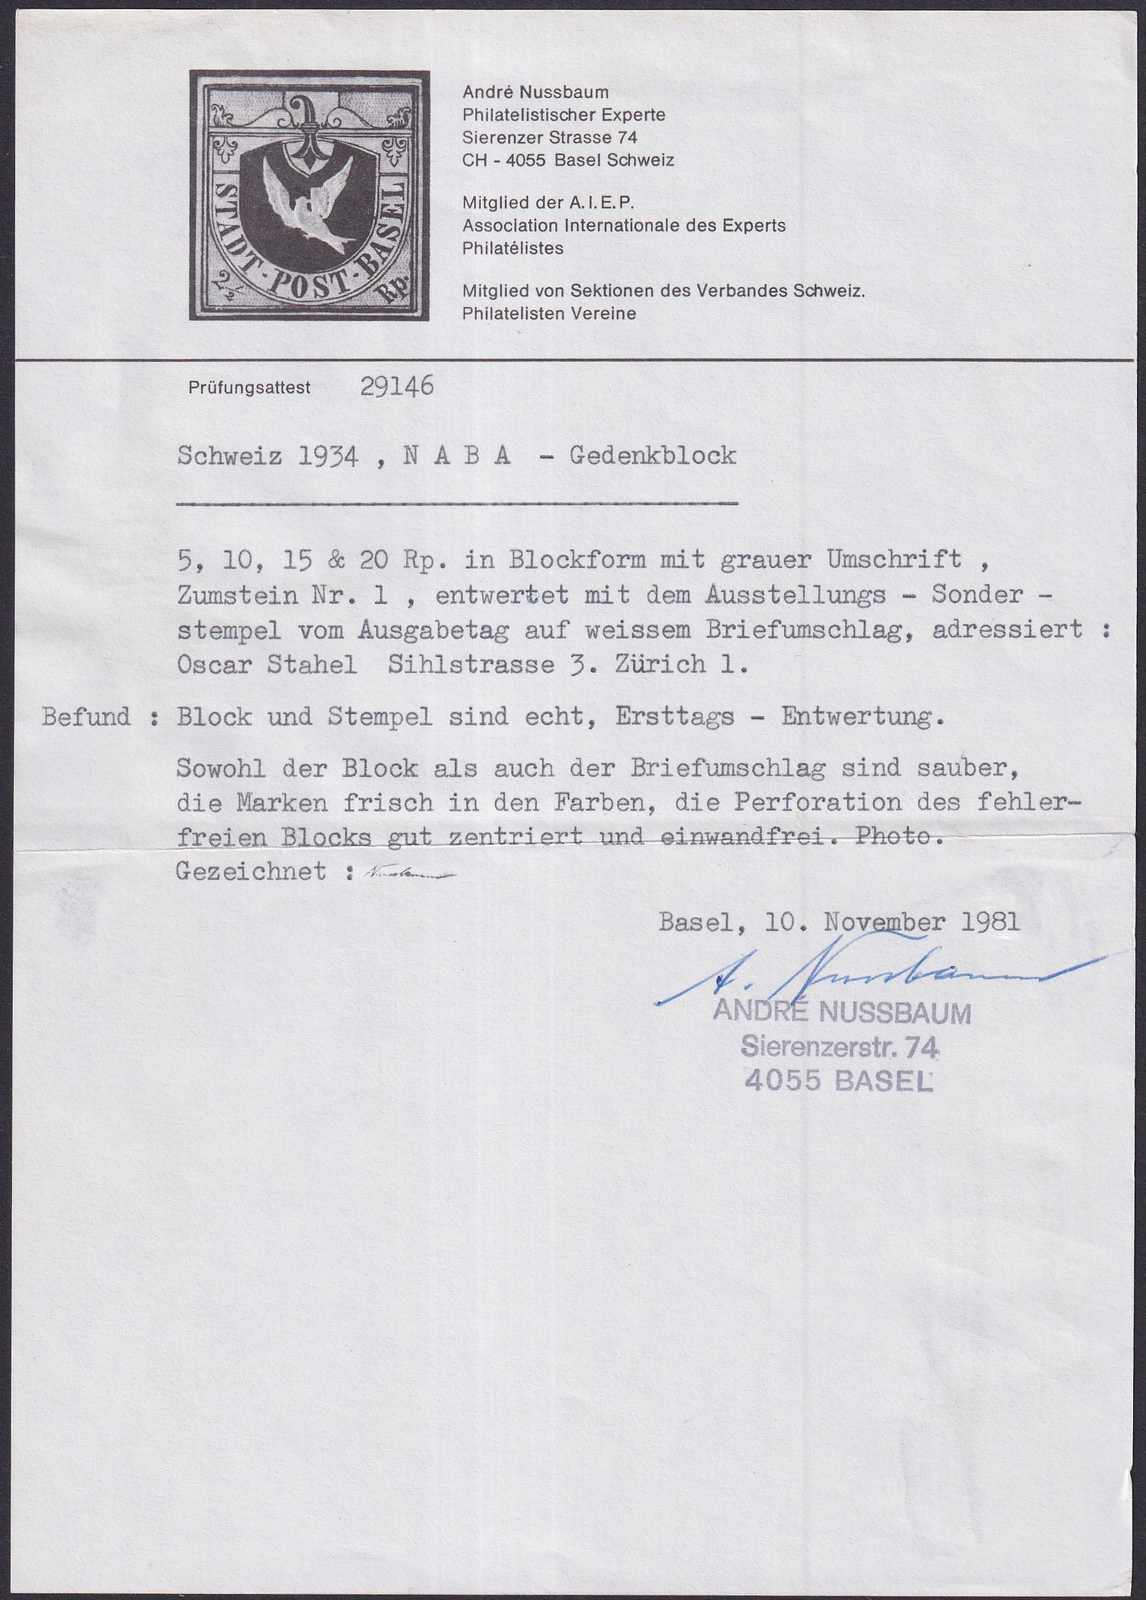 STADT-POST-BASEL
2½ Rp.
André Nussbaum
Philatelistischer Experte
Sierenzer Strasse 74
CH - 4055 Basel Schweiz
Mitglied der A.I.E.P.
Association Internationale des Experts
Philatélistes
Mitglied von Sektionen des Verbandes Schweiz.
Philatelisten Vereine
Prüfungsattest 29146
Schweiz 1934 , N A B A - Gedenkblock
5, 10, 15 & 20 Rp. in Blockform mit grauer Umschrift ,
Zumstein Nr. 1 , entwertet mit dem Ausstellungs - Sonder -
stempel vom Ausgabetag auf weissem Briefumschlag, adressiert :
Oscar Stahel Sihlstrasse 3. Zürich 1.
Befund : Block und Stempel sind echt, Ersttags - Entwertung.
Sowohl der Block als auch der Briefumschlag sind sauber,
die Marken frisch in den Farben, die Perforation des fehler-
freien Blocks gut zentriert und einwandfrei. Photo.
Gezeichnet : Nussbaum
Basel, 10. November 1981
A. Nussbaum
ANDRÉ NUSSBAUM
Sierenzerstr. 74
4055 BASEL